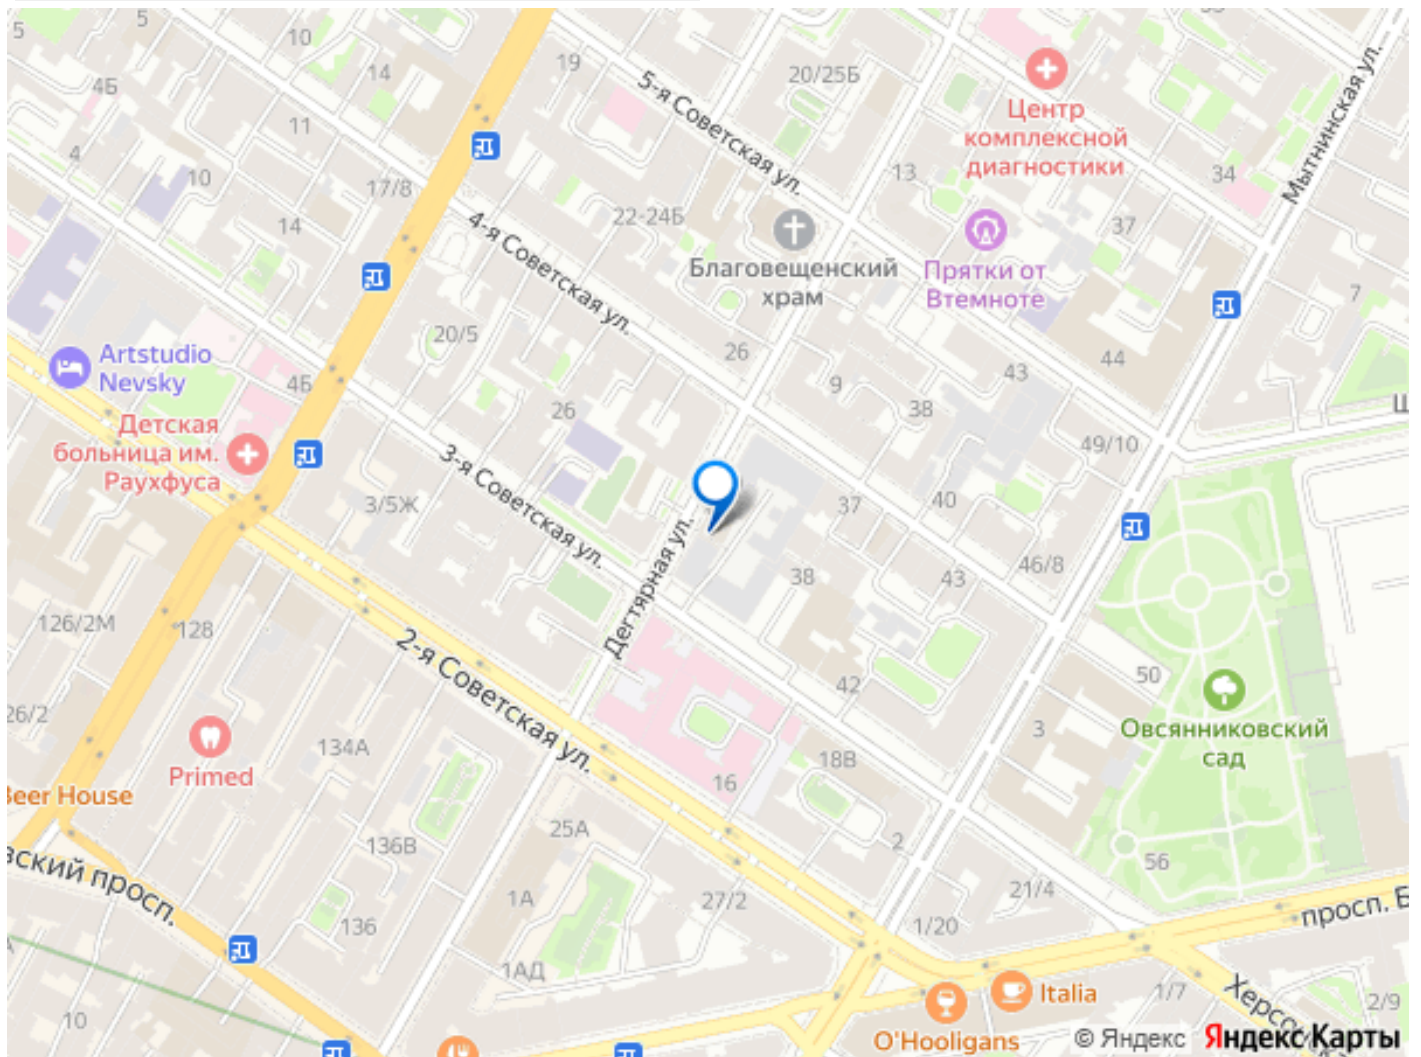 5
5
10
14
4Б
11
4
10
14
17/8
19
5-я Советская ул.
20/25Б
Центр
комплексной
диагностики
34
Мытнинская ул.
13
37
22-24Б
4-я Советская ул.
Благовещенский
храм
Прятки от
Втемноте
7
44
43
20/5
26
9
38
49/10
Artstudio
Nevsky
4Б
Детская
больница им.
Раухфуса
26
3-я Советская ул.
3/5Ж
Дегтярная ул.
37
40
38
43
46/8
126/2М
128
2-я Советская ул.
42
50
Овсянниковский
сад
3
26/2
Primed
134А
18В
16
Beer House
136В
25А
2
56
вский просп.
1А
27/2
21/4
1/20
просп. Б
136
1АД
Italia
1/7
Херсо
2/9
10
O'Hooligans
© Яндекс Яндекс Карты